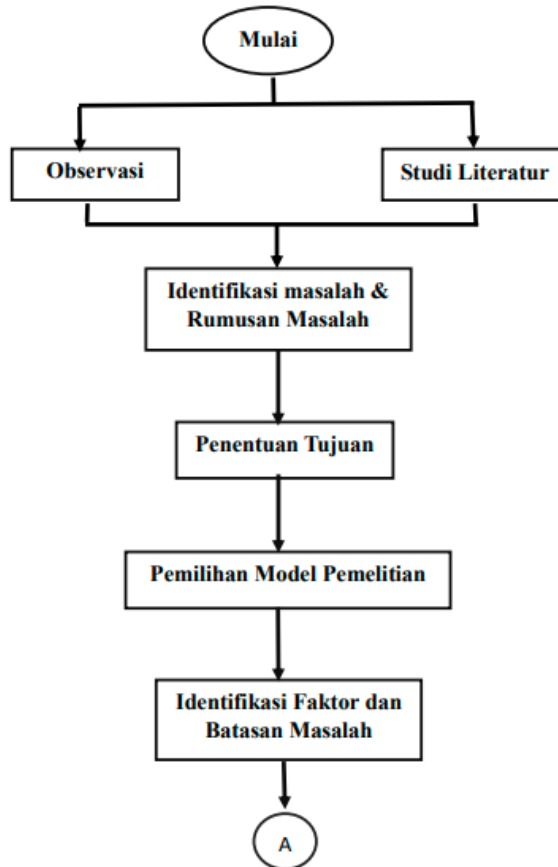 Mulai
Observasi
Studi Literatur
Identifikasi masalah &
Rumusan Masalah
Penentuan Tujuan
Pemilihan Model Pemelitian
Identifikasi Faktor dan
Batasan Masalah
A